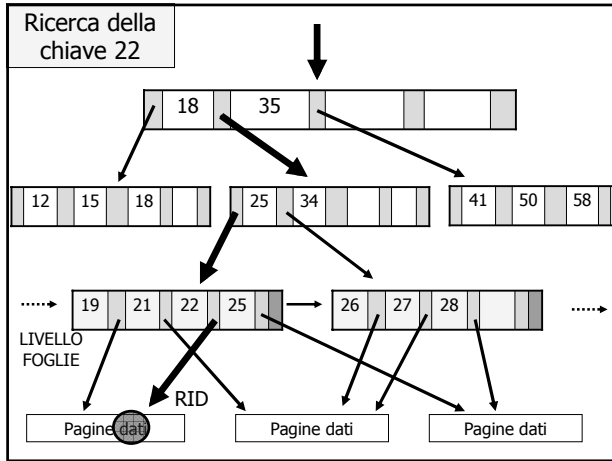 Ricerca della
chiave 22
18 35
12 15 18
25 34
41 50 58
19 21 22 25
26 27 28
LIVELLO
FOGLIE
RID
Pagine dati
Pagine dati
Pagine dati